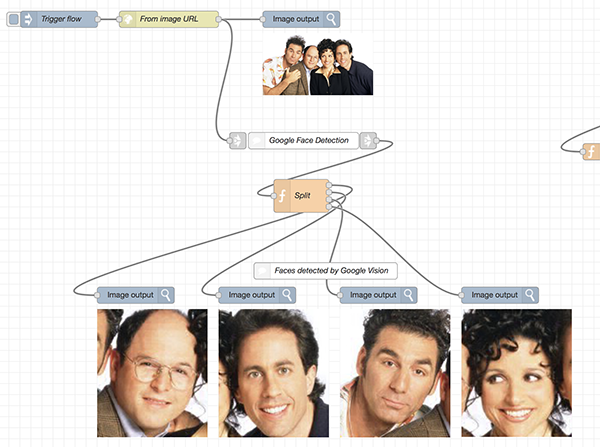 Trigger flow
From image URL
Image output
Google Face Detection
Split
Faces detected by Google Vision
Image output
Image output
Image output
Image output